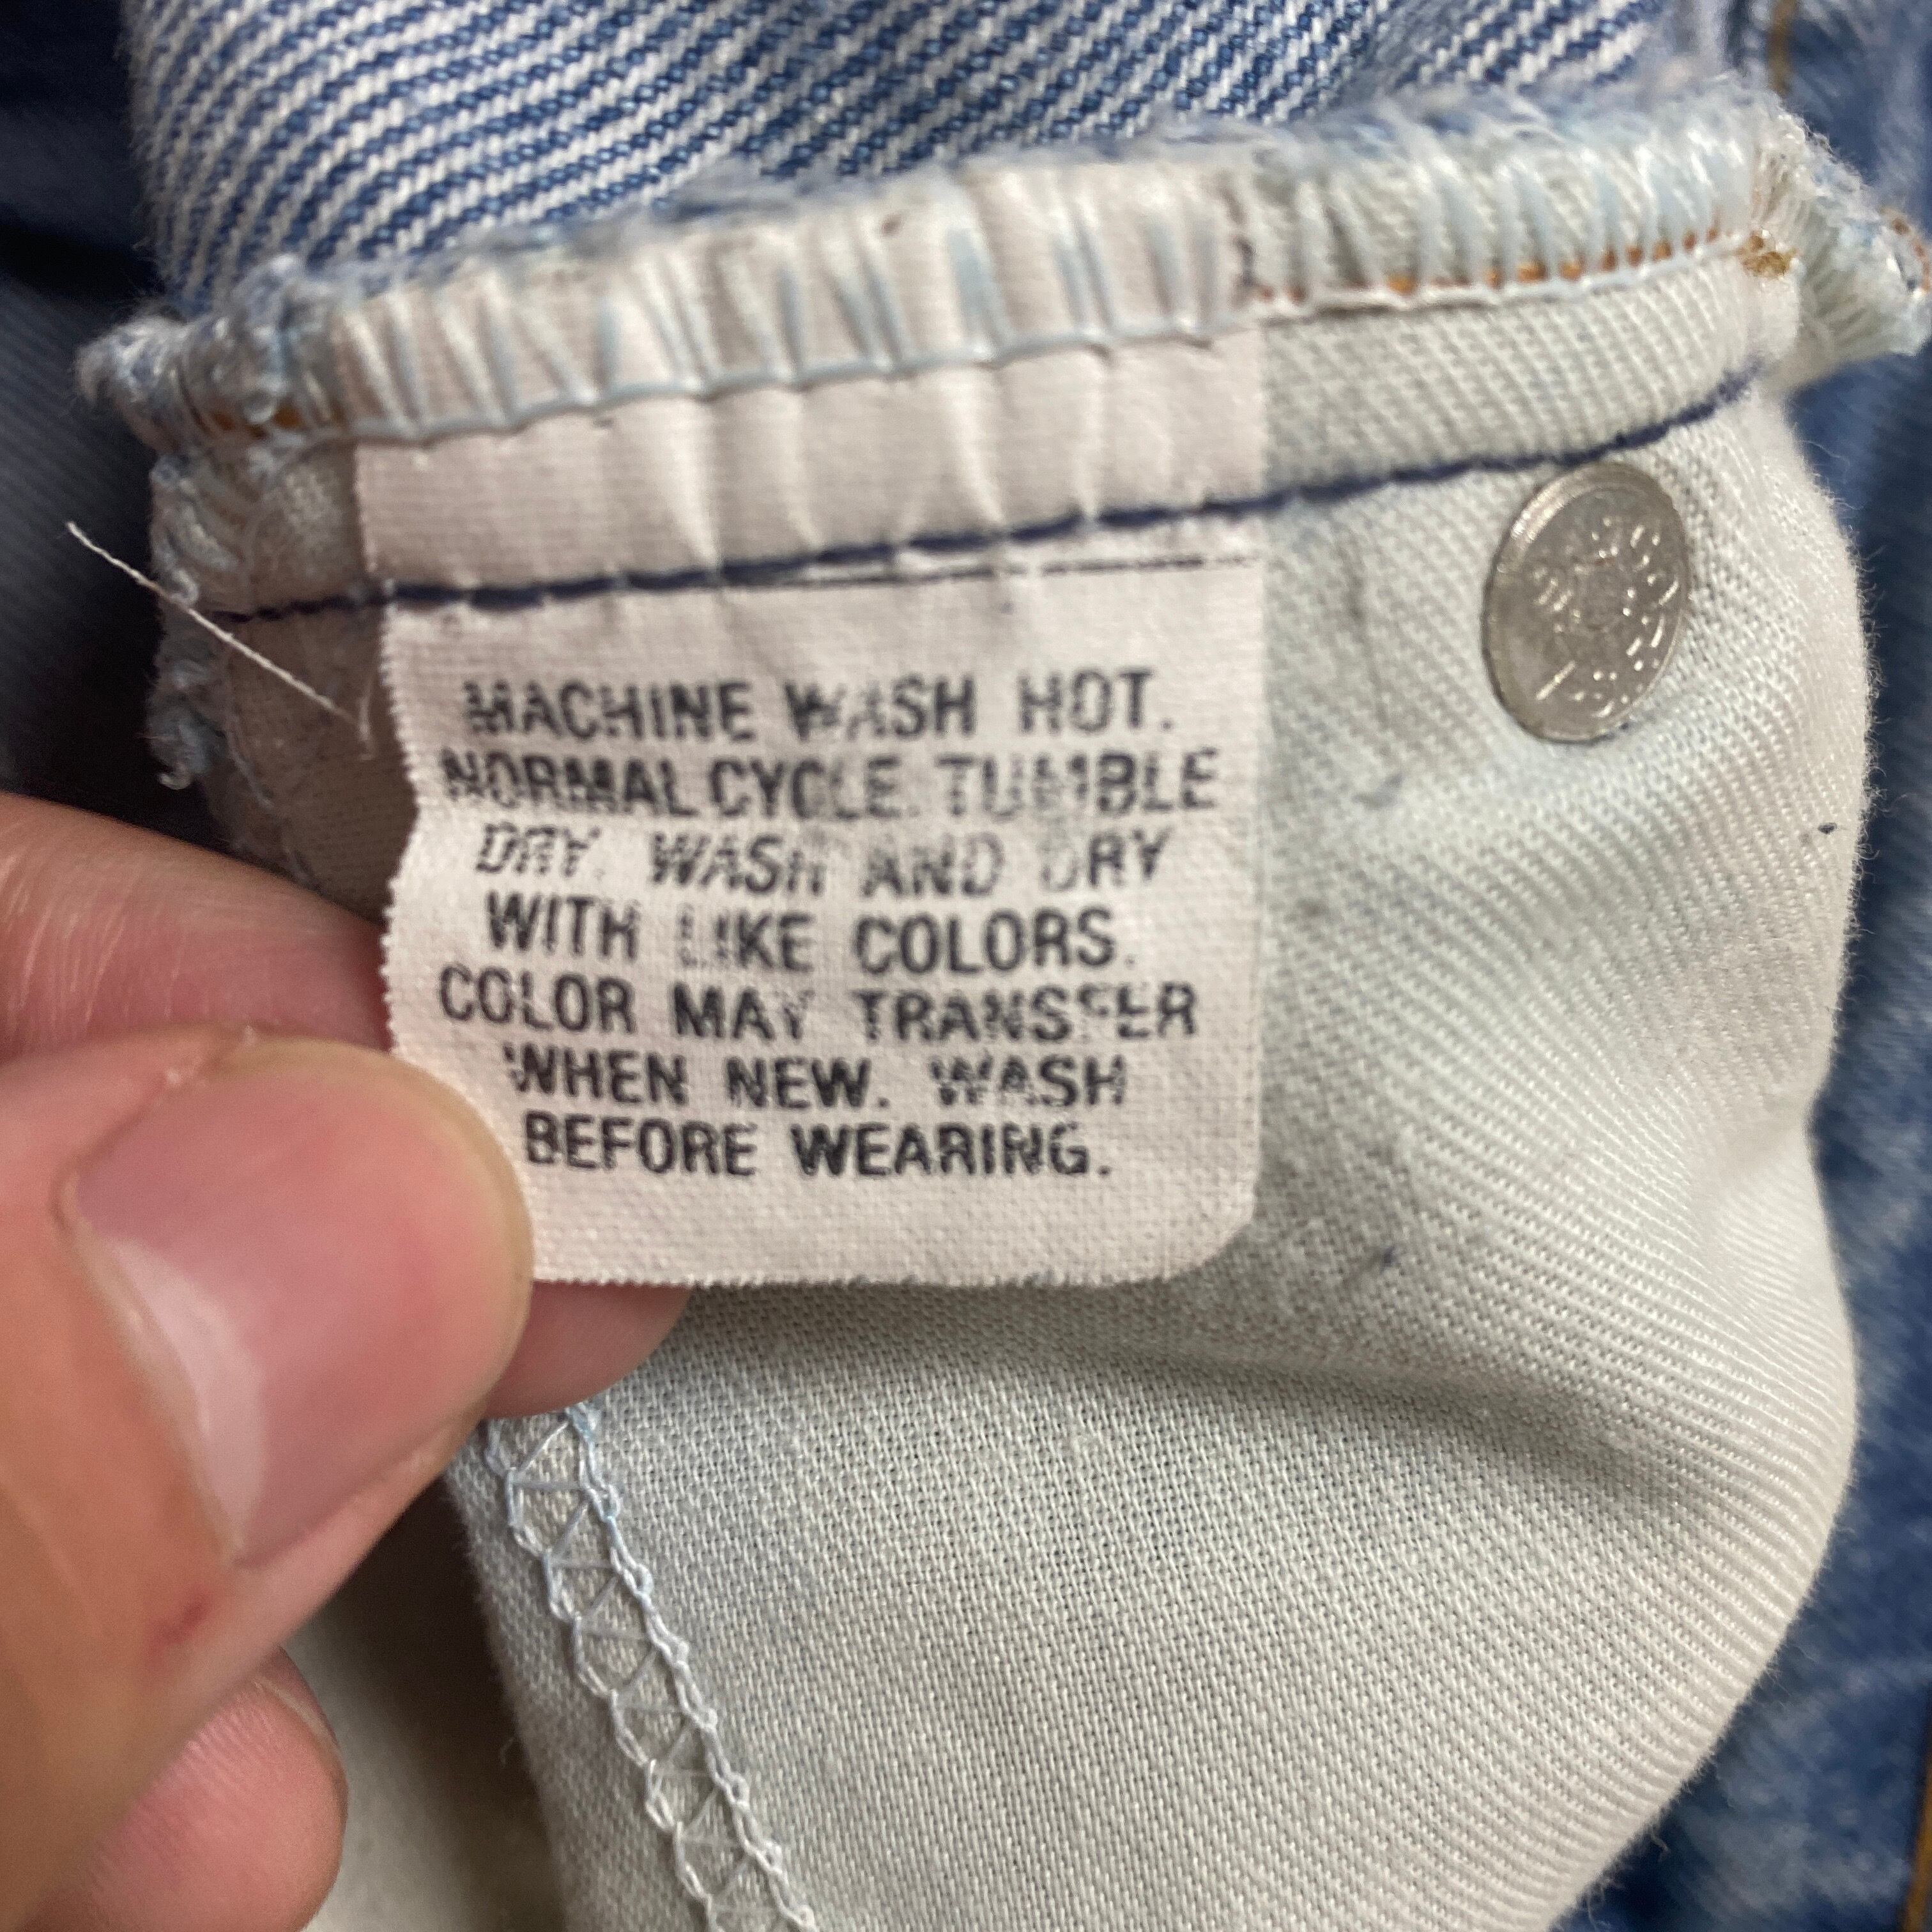 MACHINE WASH HOT.
NORMAL CYCLE. TUMBLE
DRY. WASH AND DRY
WITH LIKE COLORS.
COLOR MAY TRANSFER
WHEN NEW. WASH
BEFORE WEARING.